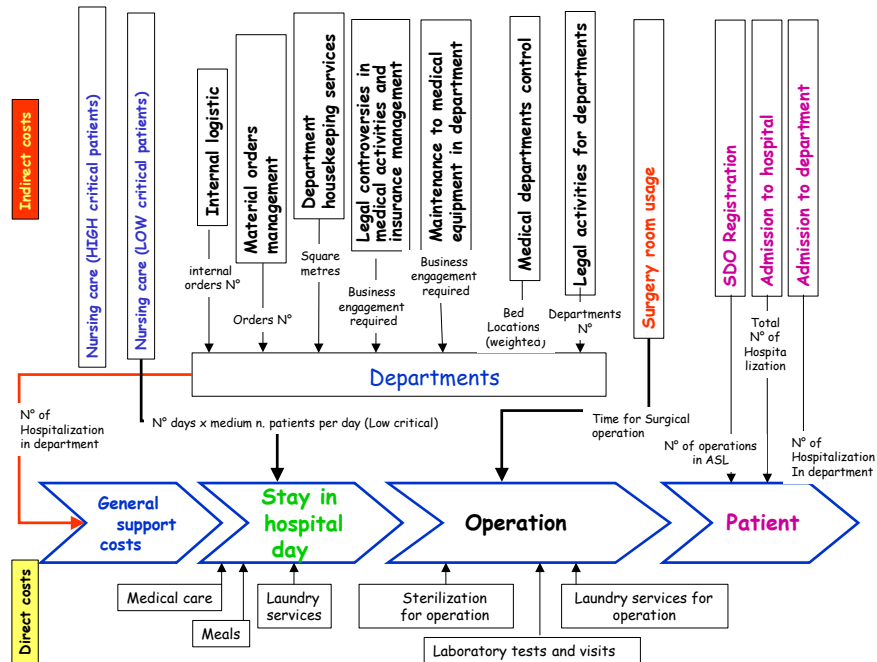 Indirect costs
Nursing care (HIGH critical patients)
Nursing care (LOW critical patients)
Internal logistic
Material orders
management
Department
housekeeping services
Legal controversies in
medical activities and
insurance management
Maintenance to medical
equipment in department
Medical departments control
Legal activities for departments
Surgery room usage
SDO Registration
Admission to hospital
Admission to department
internal
orders N°
Orders N°
Square
metres
Business
engagement
required
Business
engagement
required
Bed
Locations
(weighted)
Departments
N°
Total
N° of
Hospita
lization
Departments
N° of
Hospitalization
in department
N° days x medium n. patients per day (Low critical)
Time for Surgical
operation
N° of operations
in ASL
N° of
Hospitalization
In department
General
support
costs
Stay in
hospital
day
Operation
Patient
Direct costs
Medical care
Meals
Laundry
services
Sterilization
for operation
Laboratory tests and visits
Laundry services for
operation